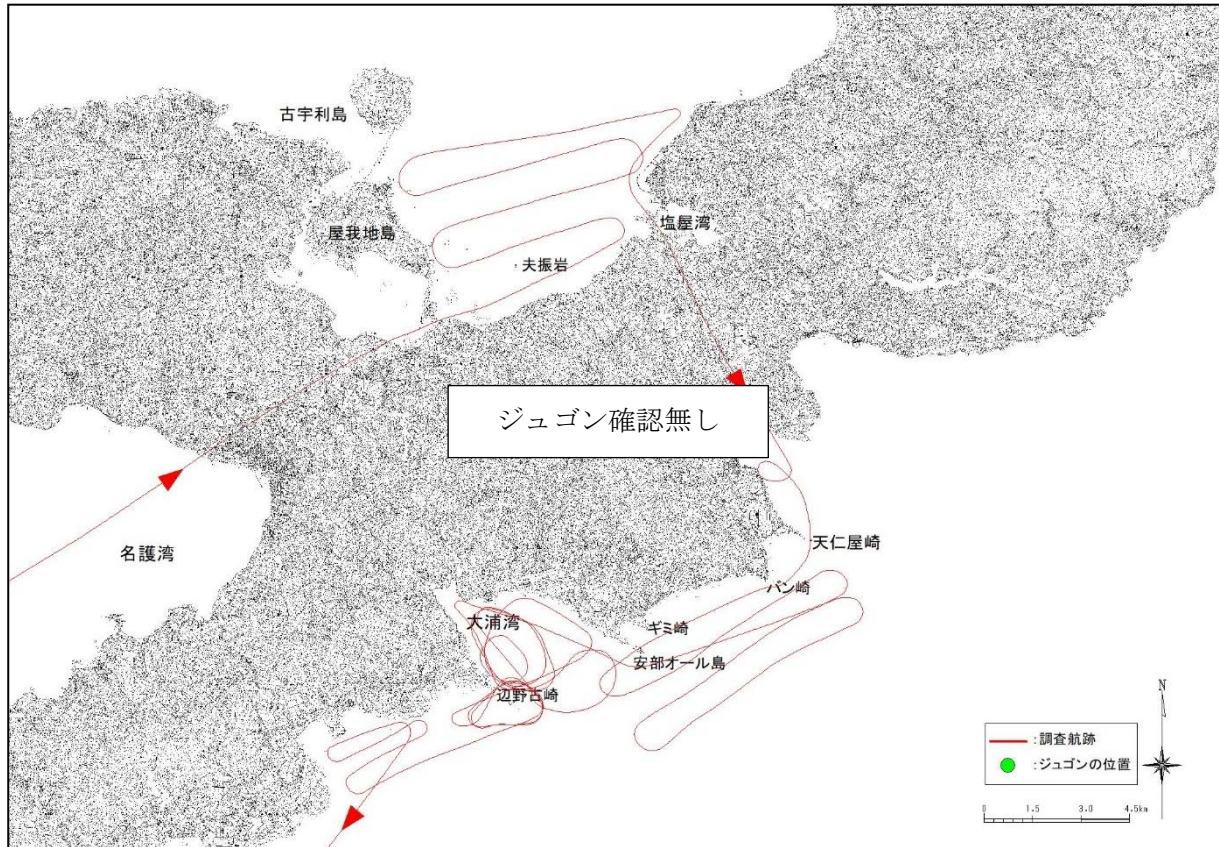 古宇利島
屋我地島
塩屋湾
夫振岩
ジュゴン確認無し
名護湾
天仁屋崎
バン崎
大浦湾
ギミ崎
安部オール島
辺野古崎
N
:調査航跡
:ジュゴンの位置
0 1.5 3.0 4.5km